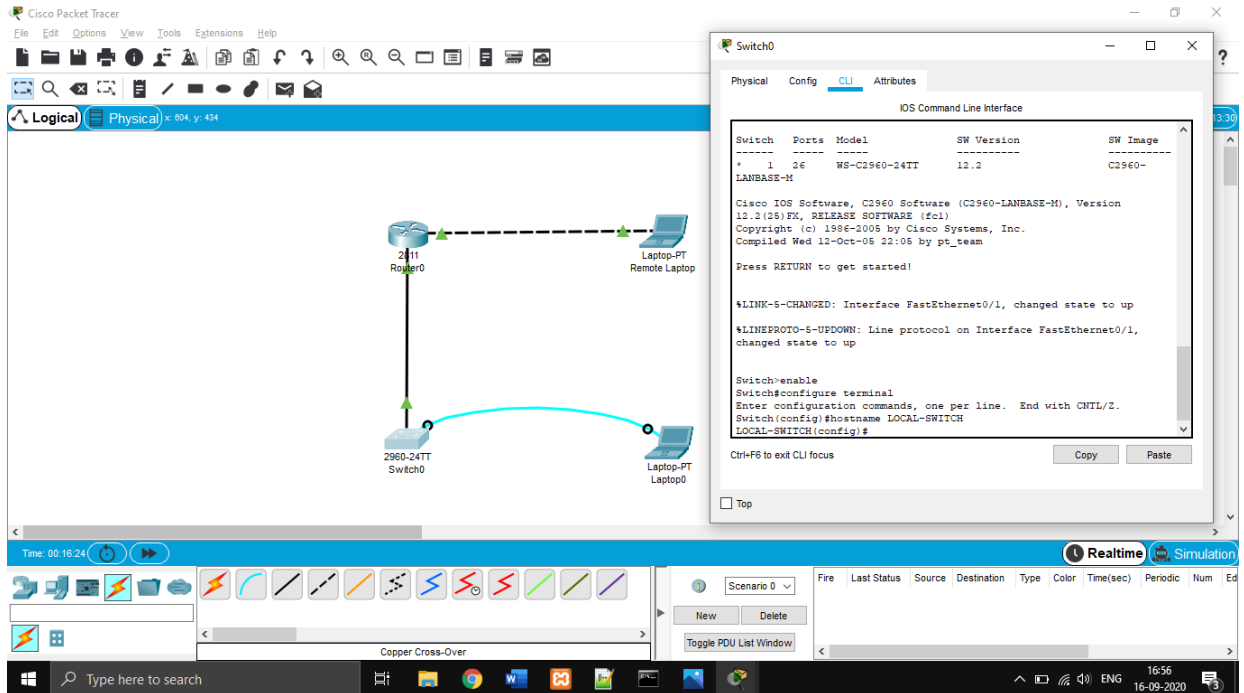 Cisco Packet Tracer
File Edit Options View Tools Extensions Help
Logical Physical x: 604, y: 434
13:30
2811
Router0
Laptop-PT
Remote Laptop
2960-24TT
Switch0
Laptop-PT
Laptop0
Switch0
Physical Config CLI Attributes
IOS Command Line Interface
Switch Ports Model SW Version SW Image
------ ----- ----- ---------- ----------
* 1 26 WS-C2960-24TT 12.2 C2960-
LANBASE-M
Cisco IOS Software, C2960 Software (C2960-LANBASE-M), Version
12.2(25)FX, RELEASE SOFTWARE (fc1)
Copyright (c) 1986-2005 by Cisco Systems, Inc.
Compiled Wed 12-Oct-05 22:05 by pt_team
Press RETURN to get started!
%LINK-5-CHANGED: Interface FastEthernet0/1, changed state to up
%LINEPROTO-5-UPDOWN: Line protocol on Interface FastEthernet0/1,
changed state to up
Switch>enable
Switch#configure terminal
Enter configuration commands, one per line. End with CNTL/Z.
Switch(config)#hostname LOCAL-SWITCH
LOCAL-SWITCH(config)#
Ctrl+F6 to exit CLI focus
Copy Paste
Top
Time: 00:16:24
Realtime Simulation
Scenario 0
New Delete
Toggle PDU List Window
Fire Last Status Source Destination Type Color Time(sec) Periodic Num Ed
Copper Cross-Over
Type here to search
ENG
16:56
16-09-2020
3